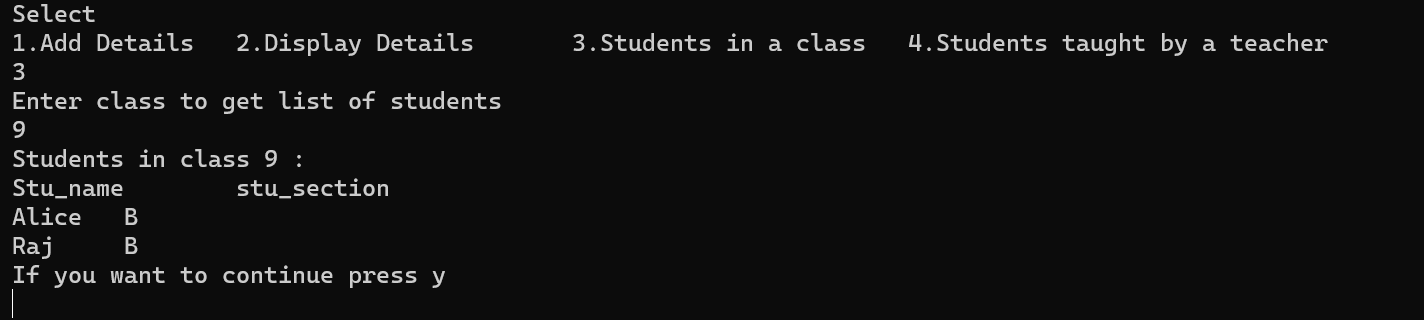 Select
1.Add Details   2.Display Details       3.Students in a class   4.Students taught by a teacher
3
Enter class to get list of students
9
Students in class 9 :
Stu_name        stu_section
Alice   B
Raj     B
If you want to continue press y